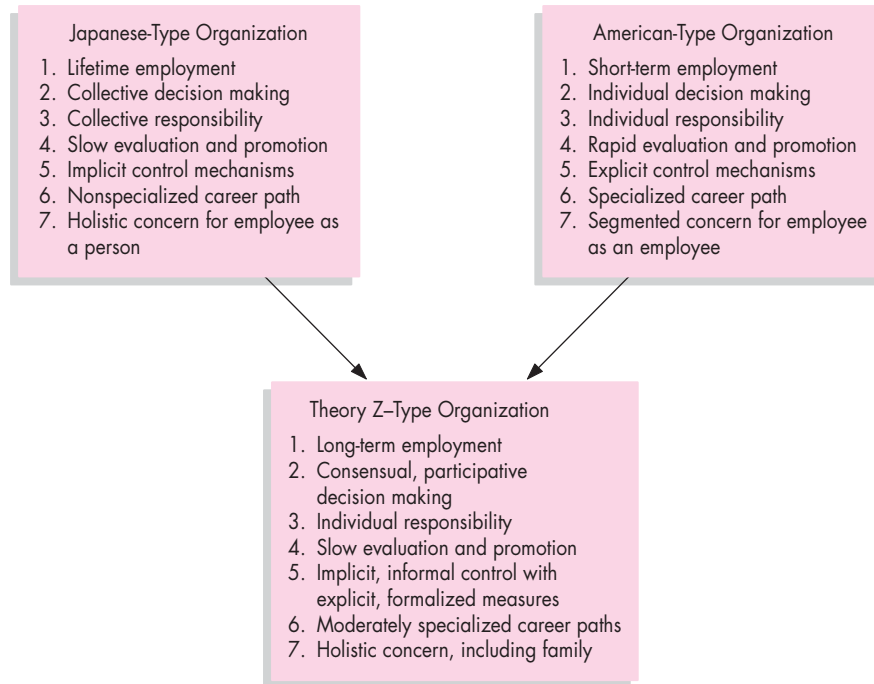 Japanese-Type Organization
1. Lifetime employment
2. Collective decision making
3. Collective responsibility
4. Slow evaluation and promotion
5. Implicit control mechanisms
6. Nonspecialized career path
7. Holistic concern for employee as
a person
American-Type Organization
1. Short-term employment
2. Individual decision making
3. Individual responsibility
4. Rapid evaluation and promotion
5. Explicit control mechanisms
6. Specialized career path
7. Segmented concern for employee
as an employee
Theory Z–Type Organization
1. Long-term employment
2. Consensual, participative
decision making
3. Individual responsibility
4. Slow evaluation and promotion
5. Implicit, informal control with
explicit, formalized measures
6. Moderately specialized career paths
7. Holistic concern, including family